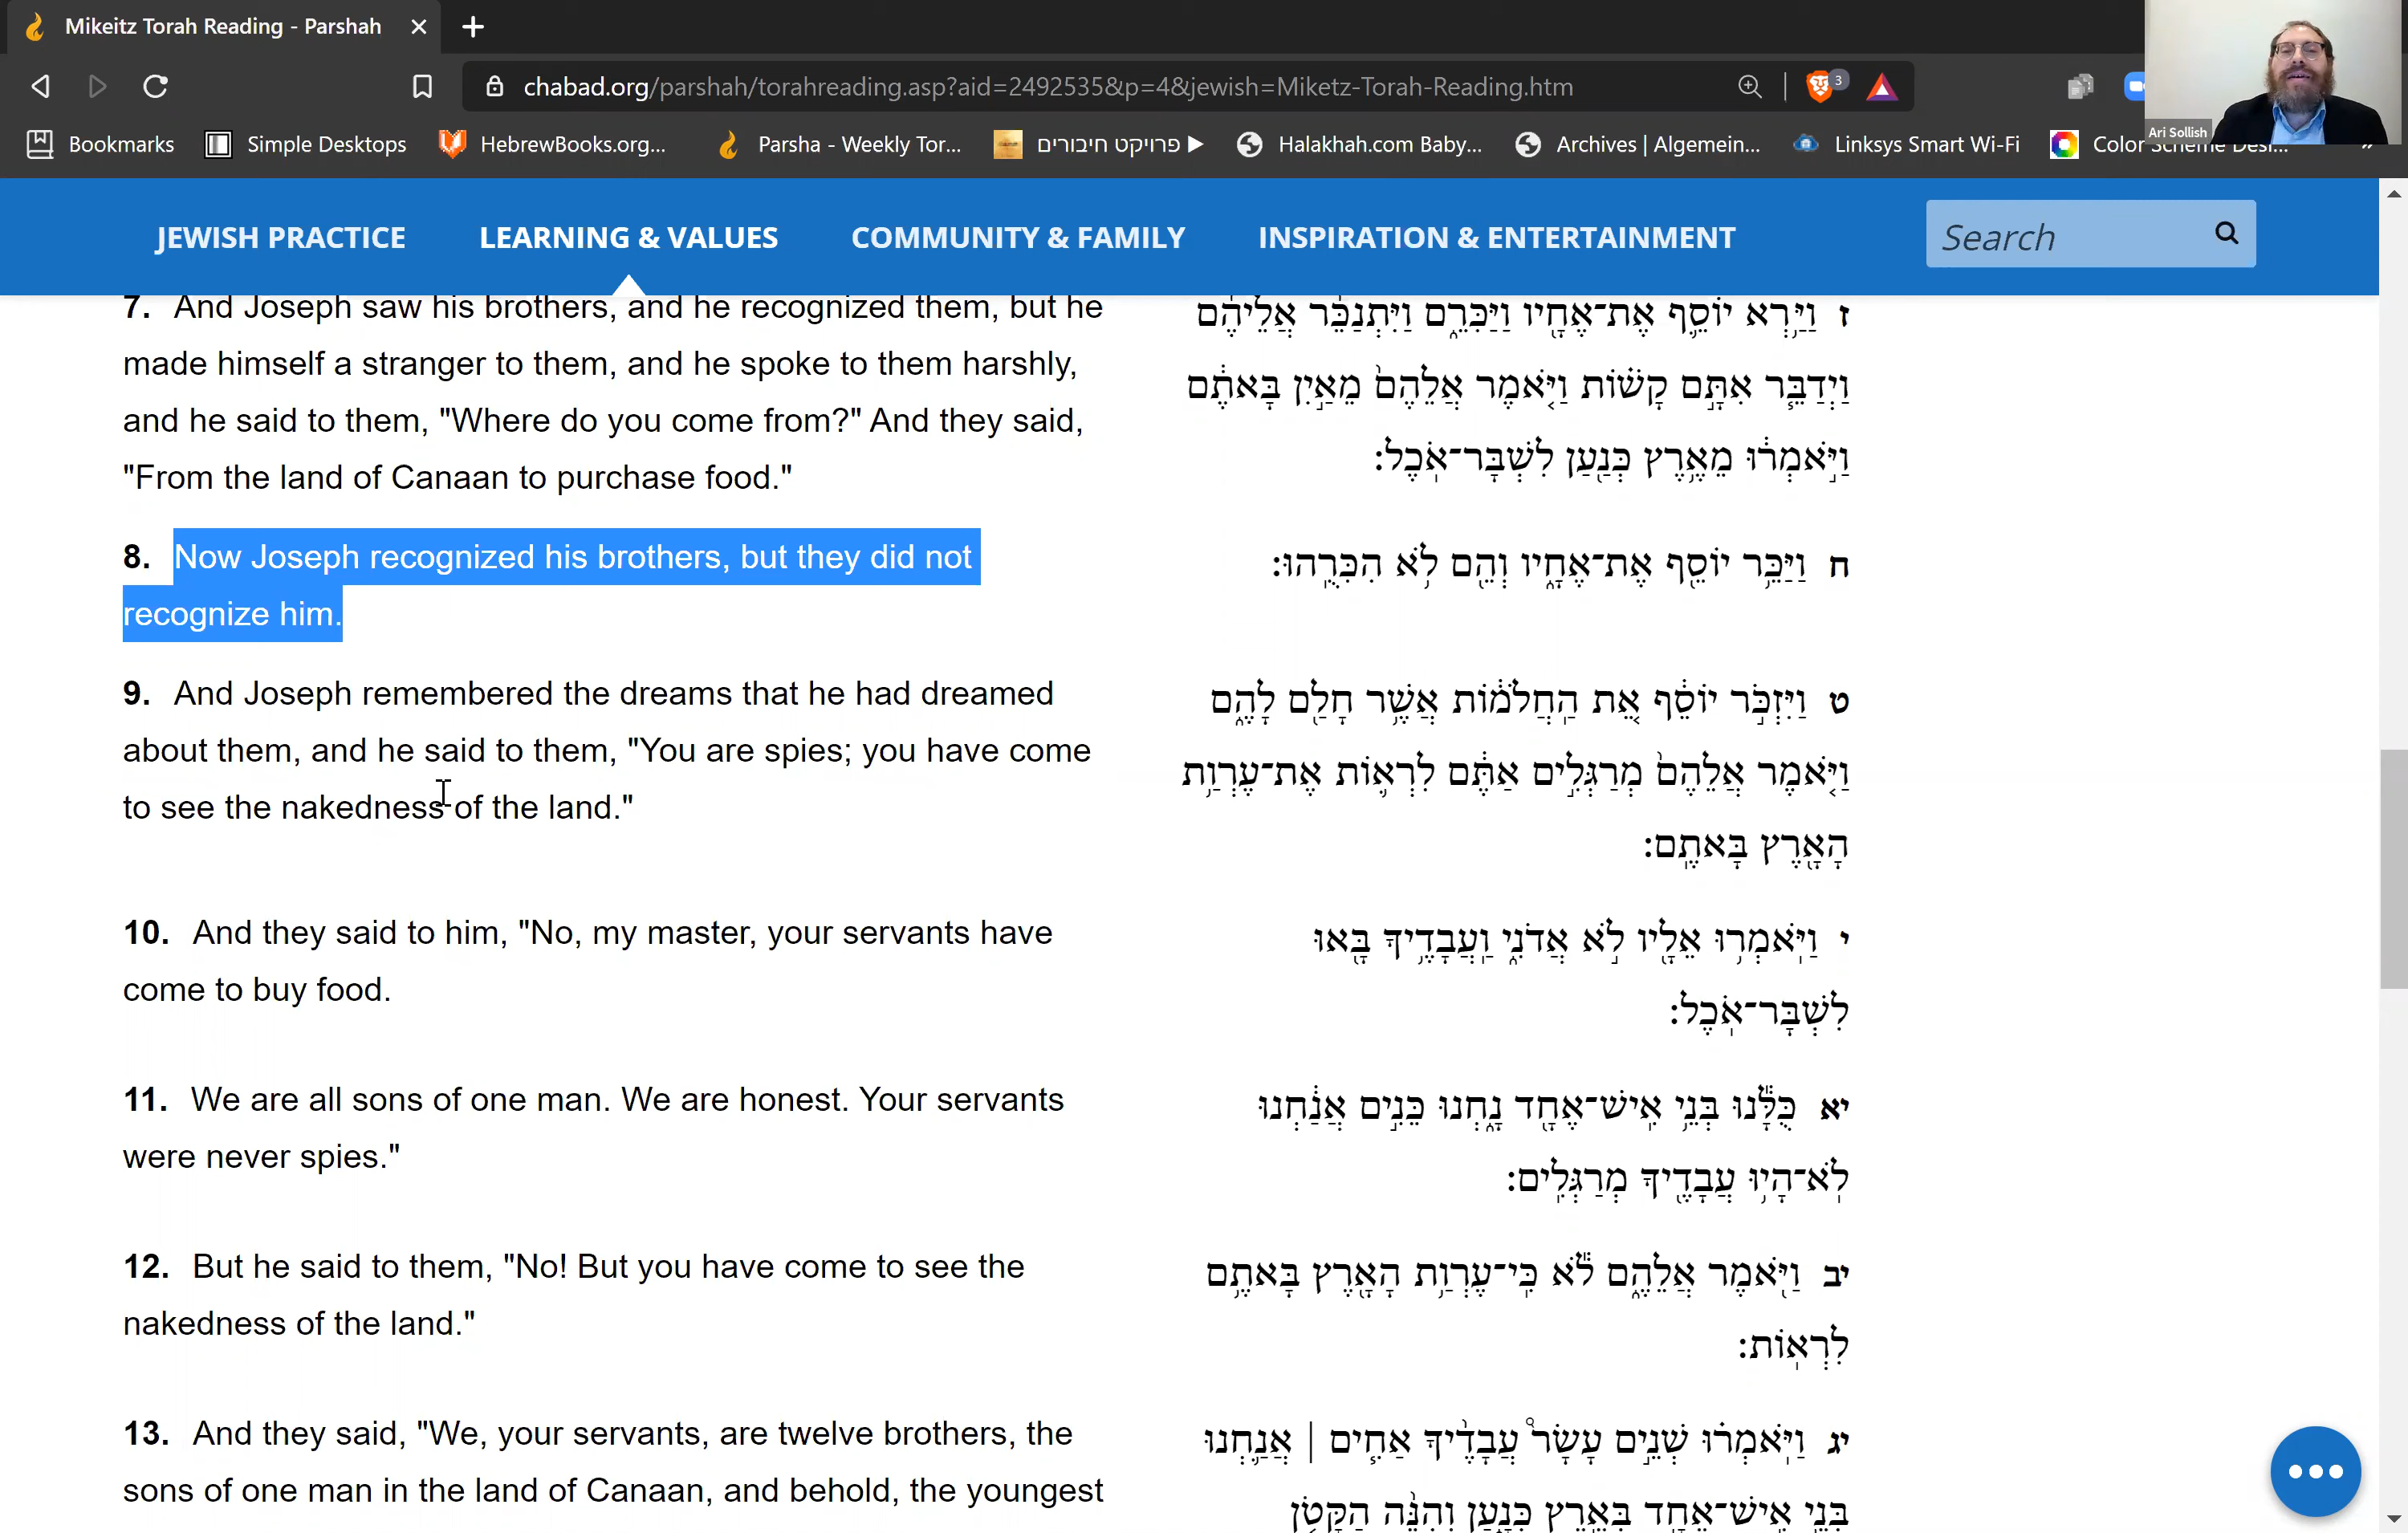 Mikeitz Torah Reading - Parshah
chabad.org/parshah/torahreading.asp?aid=2492535&p=4&jewish=Miketz-Torah-Reading.htm
3
Ari Sollish
Bookmarks Simple Desktops HebrewBooks.org... Parsha - Weekly Tor... פרויקט חיבורים Halakhah.com Baby... Archives | Algemein... Linksys Smart Wi-Fi Color Scheme Desi... »
JEWISH PRACTICE LEARNING & VALUES COMMUNITY & FAMILY INSPIRATION & ENTERTAINMENT Search
7. And Joseph saw his brothers, and he recognized them, but he
made himself a stranger to them, and he spoke to them harshly,
and he said to them, "Where do you come from?" And they said,
"From the land of Canaan to purchase food."
ז וַיַּ֥רְא יוֹסֵ֛ף אֶת־אֶחָ֖יו וַיַּכִּרֵ֑ם וַיִּתְנַכֵּ֨ר אֲלֵיהֶ֜ם
וַיְדַבֵּ֧ר אִתָּ֣ם קָשׁ֗וֹת וַיֹּ֤אמֶר אֲלֵהֶם֙ מֵאַ֣יִן בָּאתֶ֔ם
וַיֹּ֣אמְר֔וּ מֵאֶ֥רֶץ כְּנַ֖עַן לִשְׁבָּר־אֹֽכֶל׃
8. Now Joseph recognized his brothers, but they did not
recognize him.
ח וַיַּכֵּ֥ר יוֹסֵ֖ף אֶת־אֶחָ֑יו וְהֵ֖ם לֹ֥א הִכִּרֻֽהוּ׃
9. And Joseph remembered the dreams that he had dreamed
about them, and he said to them, "You are spies; you have come
to see the nakedness of the land."
ט וַיִּזְכֹּ֣ר יוֹסֵ֔ף אֵ֚ת הַֽחֲלֹמ֔וֹת אֲשֶׁ֥ר חָלַ֖ם לָהֶ֑ם
וַיֹּ֤אמֶר אֲלֵהֶם֙ מְרַגְּלִ֣ים אַתֶּ֔ם לִרְא֛וֹת אֶת־עֶרְוַ֥ת
הָאָ֖רֶץ בָּאתֶֽם׃
10. And they said to him, "No, my master, your servants have
come to buy food.
י וַיֹּֽאמְר֥וּ אֵלָ֖יו לֹ֣א אֲדֹנִ֑י וַֽעֲבָדֶ֥יךָ בָּ֖אוּ
לִשְׁבָּר־אֹֽכֶל׃
11. We are all sons of one man. We are honest. Your servants
were never spies."
יא כֻּלָּ֕נוּ בְּנֵ֥י אִֽישׁ־אֶחָ֖ד נָ֑חְנוּ כֵּנִ֣ים אֲנַ֔חְנוּ
לֹֽא־הָי֥וּ עֲבָדֶ֖יךָ מְרַגְּלִֽים׃
12. But he said to them, "No! But you have come to see the
nakedness of the land."
יב וַיֹּ֖אמֶר אֲלֵהֶ֑ם לֹ֕א כִּֽי־עֶרְוַ֥ת הָאָ֖רֶץ בָּאתֶ֥ם
לִרְאֽוֹת׃
13. And they said, "We, your servants, are twelve brothers, the
sons of one man in the land of Canaan, and behold, the youngest
יג וַיֹּֽאמְר֗וּ שְׁנֵ֣ים עָשָׂר֩ עֲבָדֶ֨יךָ אַחִ֧ים | אֲנַ֛חְנוּ
בְּנֵ֥י אִֽישׁ־אֶחָ֖ד בְּאֶ֣רֶץ כְּנָ֑עַן וְהִנֵּ֨ה הַקָּטֹ֤ן